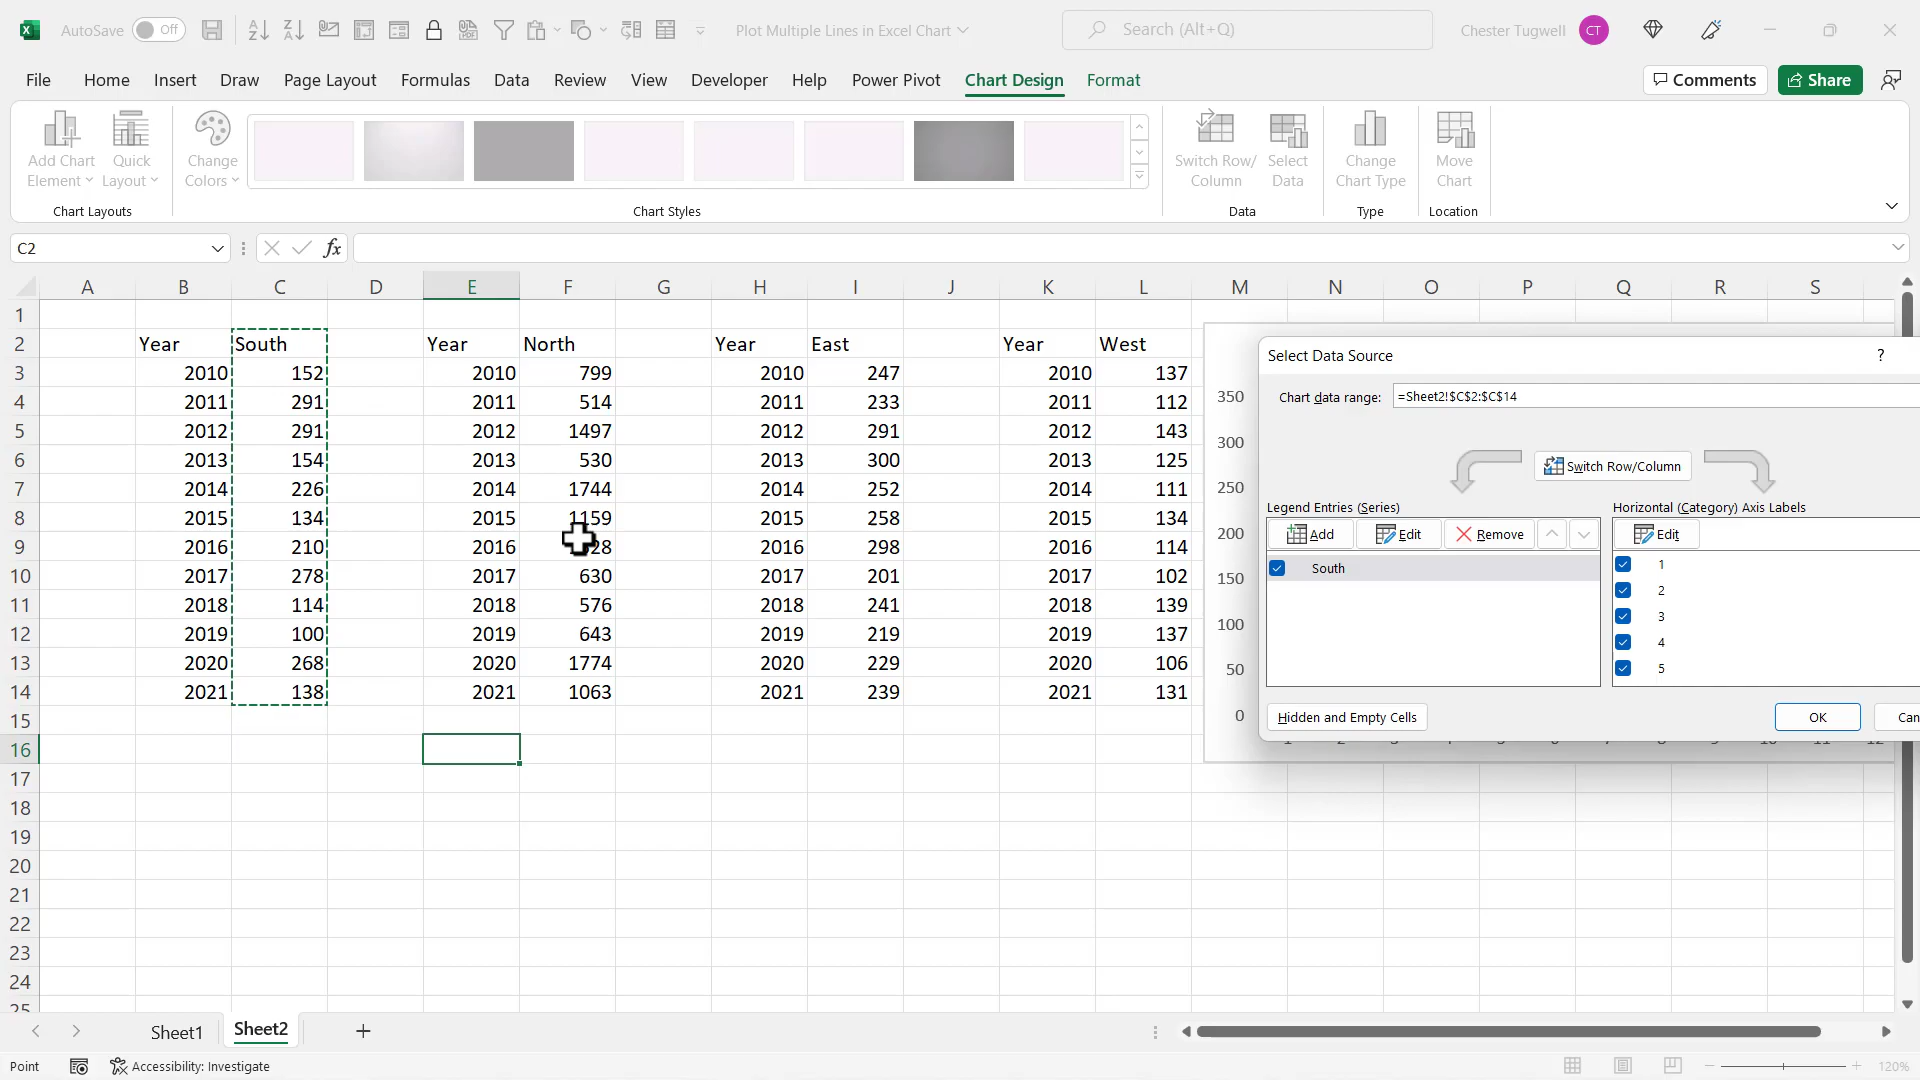 AutoSave Off Plot Multiple Lines in Excel Chart Search (Alt+Q) Chester Tugwell CT
File Home Insert Draw Page Layout Formulas Data Review View Developer Help Power Pivot Chart Design Format Comments Share
Add Chart Element Quick Layout Change Colors Switch Row/ Column Select Data Change Chart Type Move Chart
Chart Layouts Chart Styles Data Type Location
C2 fx
A B C D E F G H I J K L M N O P Q R S
1
2 Year South Year North Year East Year West
3 2010 152 2010 799 2010 247 2010 137
4 2011 291 2011 514 2011 233 2011 112
5 2012 291 2012 1497 2012 291 2012 143
6 2013 154 2013 530 2013 300 2013 125
7 2014 226 2014 1744 2014 252 2014 111
8 2015 134 2015 1159 2015 258 2015 134
9 2016 210 2016 28 2016 298 2016 114
10 2017 278 2017 630 2017 201 2017 102
11 2018 114 2018 576 2018 241 2018 139
12 2019 100 2019 643 2019 219 2019 137
13 2020 268 2020 1774 2020 229 2020 106
14 2021 138 2021 1063 2021 239 2021 131
15
16
17
18
19
20
21
22
23
24
25
350
300
250
200
150
100
50
0
Select Data Source ?
Chart data range: =Sheet2!$C$2:$C$14
Switch Row/Column
Legend Entries (Series) Horizontal (Category) Axis Labels
Add Edit Remove Edit
South 1
2
3
4
5
Hidden and Empty Cells OK Can
Sheet1 Sheet2
Point Accessibility: Investigate 120%